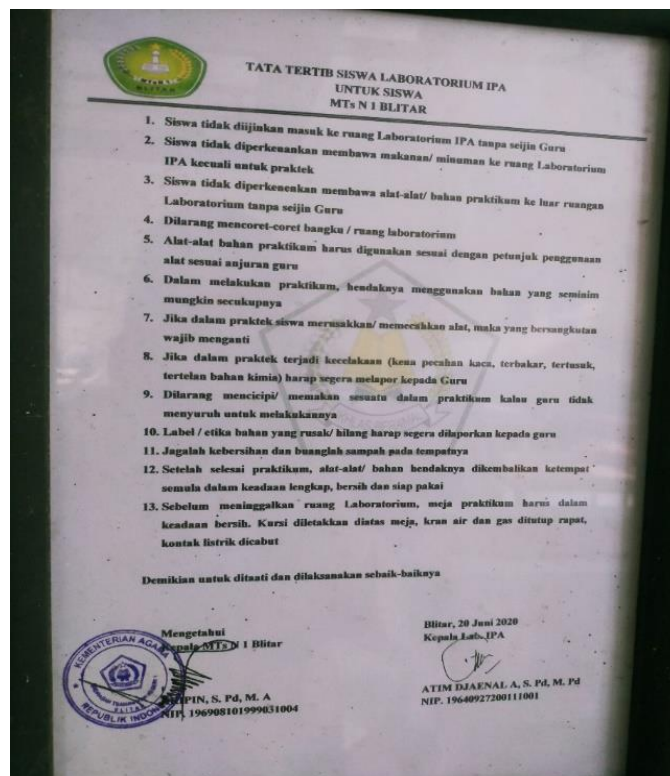 TATA TERTIB SISWA LABORATORIUM IPA
UNTUK SISWA
MTs N 1 BLITAR
1. Siswa tidak diijinkan masuk ke ruang Laboratorium IPA tanpa seijin Guru
2. Siswa tidak diperkenankan membawa makanan/ minuman ke ruang Laboratorium
IPA kecuali untuk praktek
3. Siswa tidak diperkenenkan membawa alat-alat/ bahan praktikum ke luar ruangan
Laboratorium tanpa seijin Guru
4. Dilarang mencoret-coret bangku / ruang laboratorium
5. Alat-alat bahan praktikum harus digunakan sesuai dengan petunjuk penggunaan
alat sesuai anjuran guru
6. Dalam melakukan praktikum, hendaknya menggunakan bahan yang seminim
mungkin secukupnya
7. Jika dalam praktek siswa merusakkan/ memecahkan alat, maka yang bersangkutan
wajib mengganti
8. Jika dalam praktek terjadi kecelakaan (kena pecahan kaca, terbakar, tertusuk,
tertelan bahan kimia) harap segera melapor kepada Guru
9. Dilarang mencicipi/ memakan sesuatu dalam praktikum kalau guru tidak
menyuruh untuk melakukannya
10. Label / etika bahan yang rusak/ hilang harap segera dilaporkan kepada guru
11. Jagalah kebersihan dan buanglah sampah pada tempatnya
12. Setelah selesai praktikum, alat-alat/ bahan hendaknya dikembalikan ketempat
semula dalam keadaan lengkap, bersih dan siap pakai
13. Sebelum meninggalkan ruang Laboratorium, meja praktikum harus dalam
keadaan bersih. Kursi diletakkan diatas meja, kran air dan gas ditutup rapat,
kontak listrik dicabut
Demikian untuk ditaati dan dilaksanakan sebaik-baiknya
Mengetahui
Kepala MTs N 1 Blitar
S. Pd, M. A
NIP. 196908101999031004
KEMENTERIAN AGAMA
REPUBLIK INDONESIA
Blitar, 20 Juni 2020
Kepala Lab. IPA
ATIM DJAENAL A, S. Pd, M. Pd
NIP. 19640927200111001